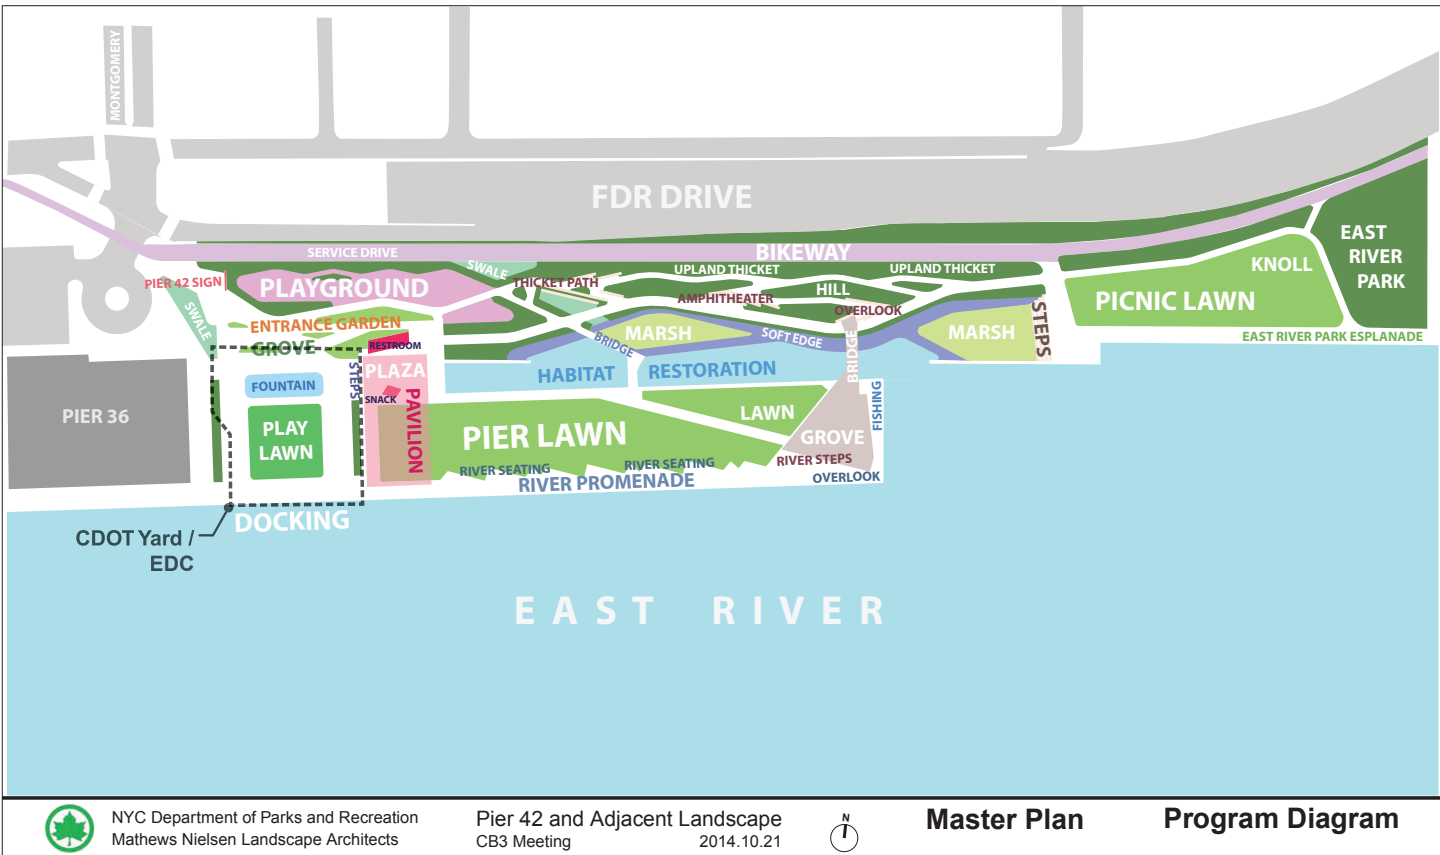 MONTGOMERY
FDR DRIVE
SERVICE DRIVE
BIKEWAY
EAST
RIVER
PARK
SWALE
UPLAND THICKET
UPLAND THICKET
KNOLL
PIER 42 SIGN
PLAYGROUND
THICKET PATH
HILL
PICNIC LAWN
AMPHITHEATER
OVERLOOK
SWALE
ENTRANCE GARDEN
MARSH
SOFT EDGE
MARSH
STEPS
EAST RIVER PARK ESPLANADE
GROVE
RESTROOM
BRIDGE
BRIDGE
PLAZA
STEPS
HABITAT RESTORATION
FOUNTAIN
SNACK
PAVILION
FISHING
PIER 36
PLAY
LAWN
PIER LAWN
LAWN
GROVE
RIVER SEATING
RIVER SEATING
RIVER STEPS
RIVER PROMENADE
OVERLOOK
DOCKING
CDOT Yard /
EDC
EAST RIVER
NYC Department of Parks and Recreation
Mathews Nielsen Landscape Architects
Pier 42 and Adjacent Landscape
CB3 Meeting 2014.10.21
N
Master Plan
Program Diagram